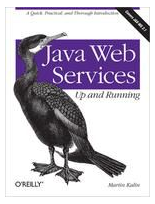 A Quick, Practical, and Thorough Introduction
Java Web
Services
Up and Running
O'REILLY®
Martin Kalin